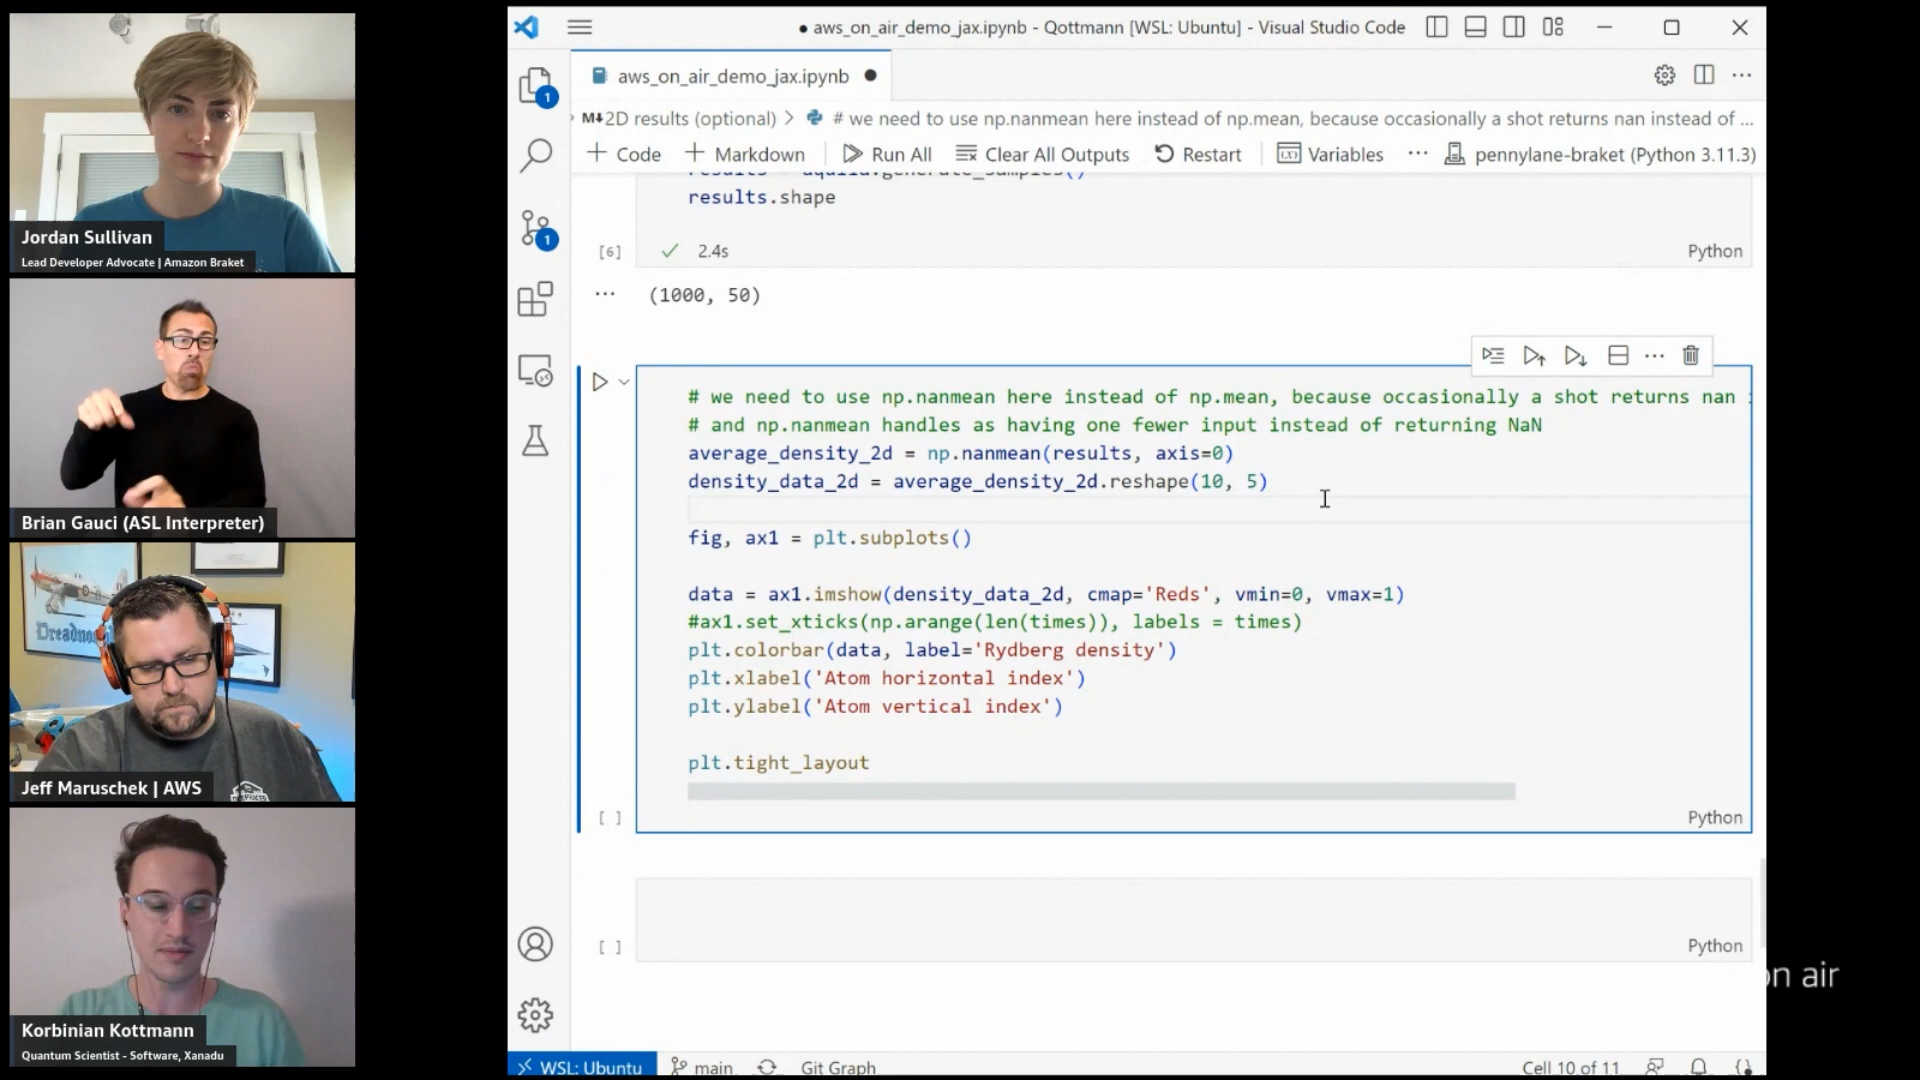 Jordan Sullivan
Lead Developer Advocate | Amazon Braket
Brian Gauci (ASL Interpreter)
Jeff Maruschek | AWS
Korbinian Kottmann
Quantum Scientist - Software, Xanadu
● aws_on_air_demo_jax.ipynb - Qottmann [WSL: Ubuntu] - Visual Studio Code
aws_on_air_demo_jax.ipynb ●
M↓2D results (optional) > # we need to use np.nanmean here instead of np.mean, because occasionally a shot returns nan instead of ...
+ Code + Markdown Run All Clear All Outputs Restart Variables ... pennylane-braket (Python 3.11.3)
results = aquila.generate_samples()
results.shape
[6] ✓ 2.4s Python
... (1000, 50)
# we need to use np.nanmean here instead of np.mean, because occasionally a shot returns nan
# and np.nanmean handles as having one fewer input instead of returning NaN
average_density_2d = np.nanmean(results, axis=0)
density_data_2d = average_density_2d.reshape(10, 5)
fig, ax1 = plt.subplots()
data = ax1.imshow(density_data_2d, cmap='Reds', vmin=0, vmax=1)
#ax1.set_xticks(np.arange(len(times)), labels = times)
plt.colorbar(data, label='Rydberg density')
plt.xlabel('Atom horizontal index')
plt.ylabel('Atom vertical index')
plt.tight_layout
[ ] Python
[ ] Python
on air
WSL: Ubuntu main Git Graph Cell 10 of 11